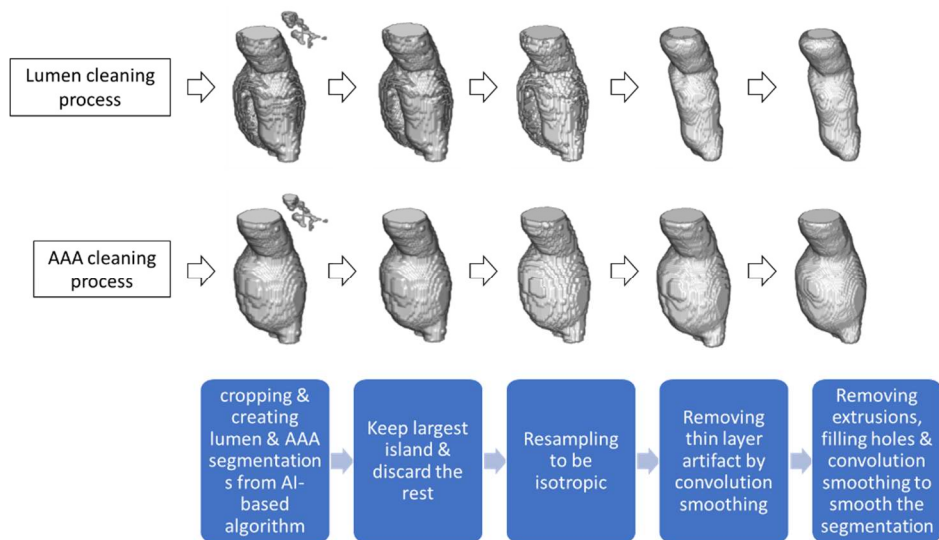 Lumen cleaning
process
AAA cleaning
process
cropping &
creating
lumen & AAA
segmentation
s from AI-
based
algorithm
Keep largest
island &
discard the
rest
Resampling
to be
isotropic
Removing
thin layer
artifact by
convolution
smoothing
Removing
extrusions,
filling holes &
convolution
smoothing to
smooth the
segmentation